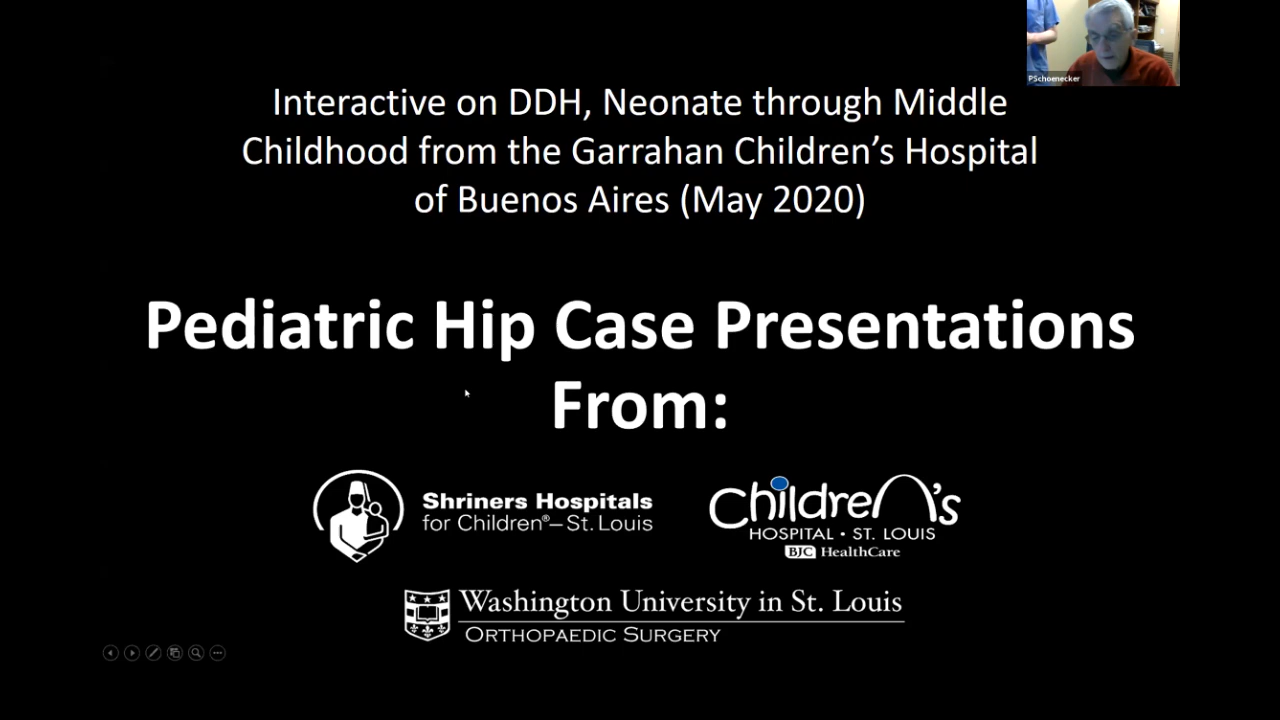 PSchoenecker
Interactive on DDH, Neonate through Middle
Childhood from the Garrahan Children's Hospital
of Buenos Aires (May 2020)
Pediatric Hip Case Presentations
From:
Shriners Hospitals
for Children®—St. Louis
Children's
HOSPITAL • ST. LOUIS
BJC HealthCare
Washington University in St. Louis
ORTHOPAEDIC SURGERY